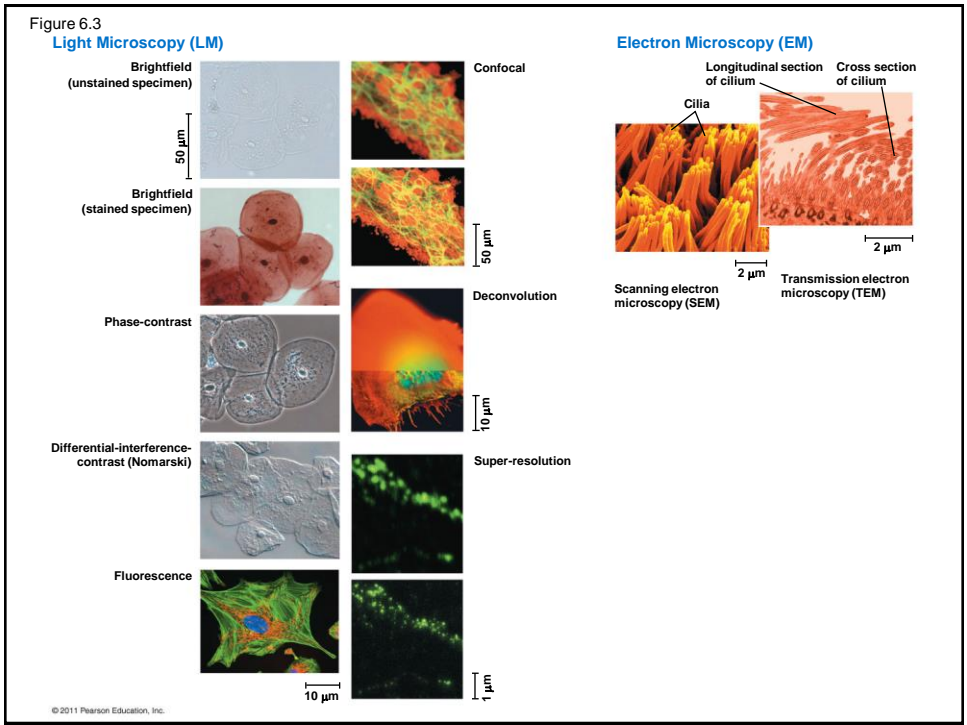 Figure 6.3
Light Microscopy (LM)
Brightfield
(unstained specimen)
50 μm
Brightfield
(stained specimen)
Phase-contrast
Differential-interference-
contrast (Nomarski)
Fluorescence
10 μm
Confocal
50 μm
Deconvolution
10 μm
Super-resolution
1 μm
Electron Microscopy (EM)
Longitudinal section
of cilium
Cross section
of cilium
Cilia
2 μm
2 μm
Scanning electron
microscopy (SEM)
Transmission electron
microscopy (TEM)
© 2011 Pearson Education, Inc.